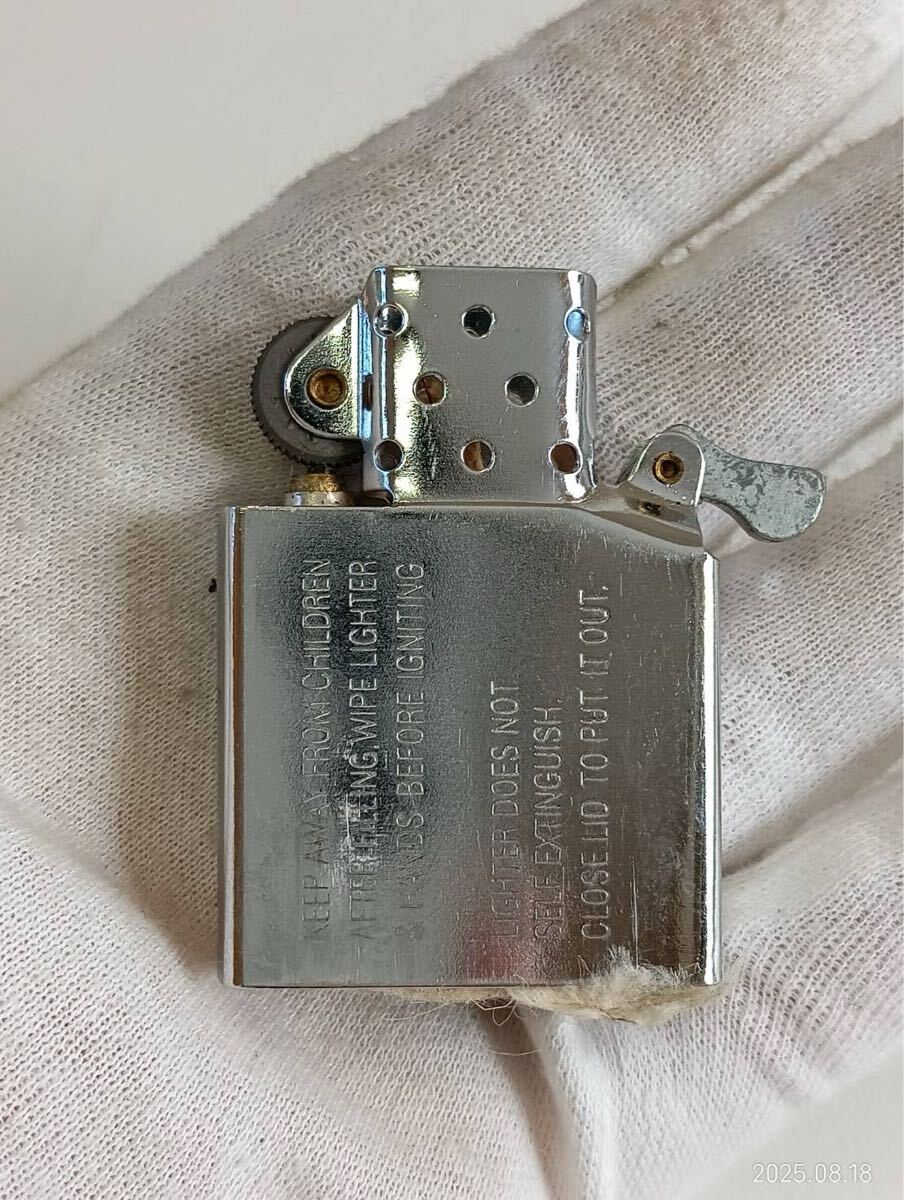 KEEP AWAY FROM CHILDREN
AFTER FILLING, WIPE LIGHTER
& HANDS BEFORE IGNITING
LIGHTER DOES NOT
SELF EXTINGUISH.
CLOSE LID TO PUT IT OUT.
2025.08.18